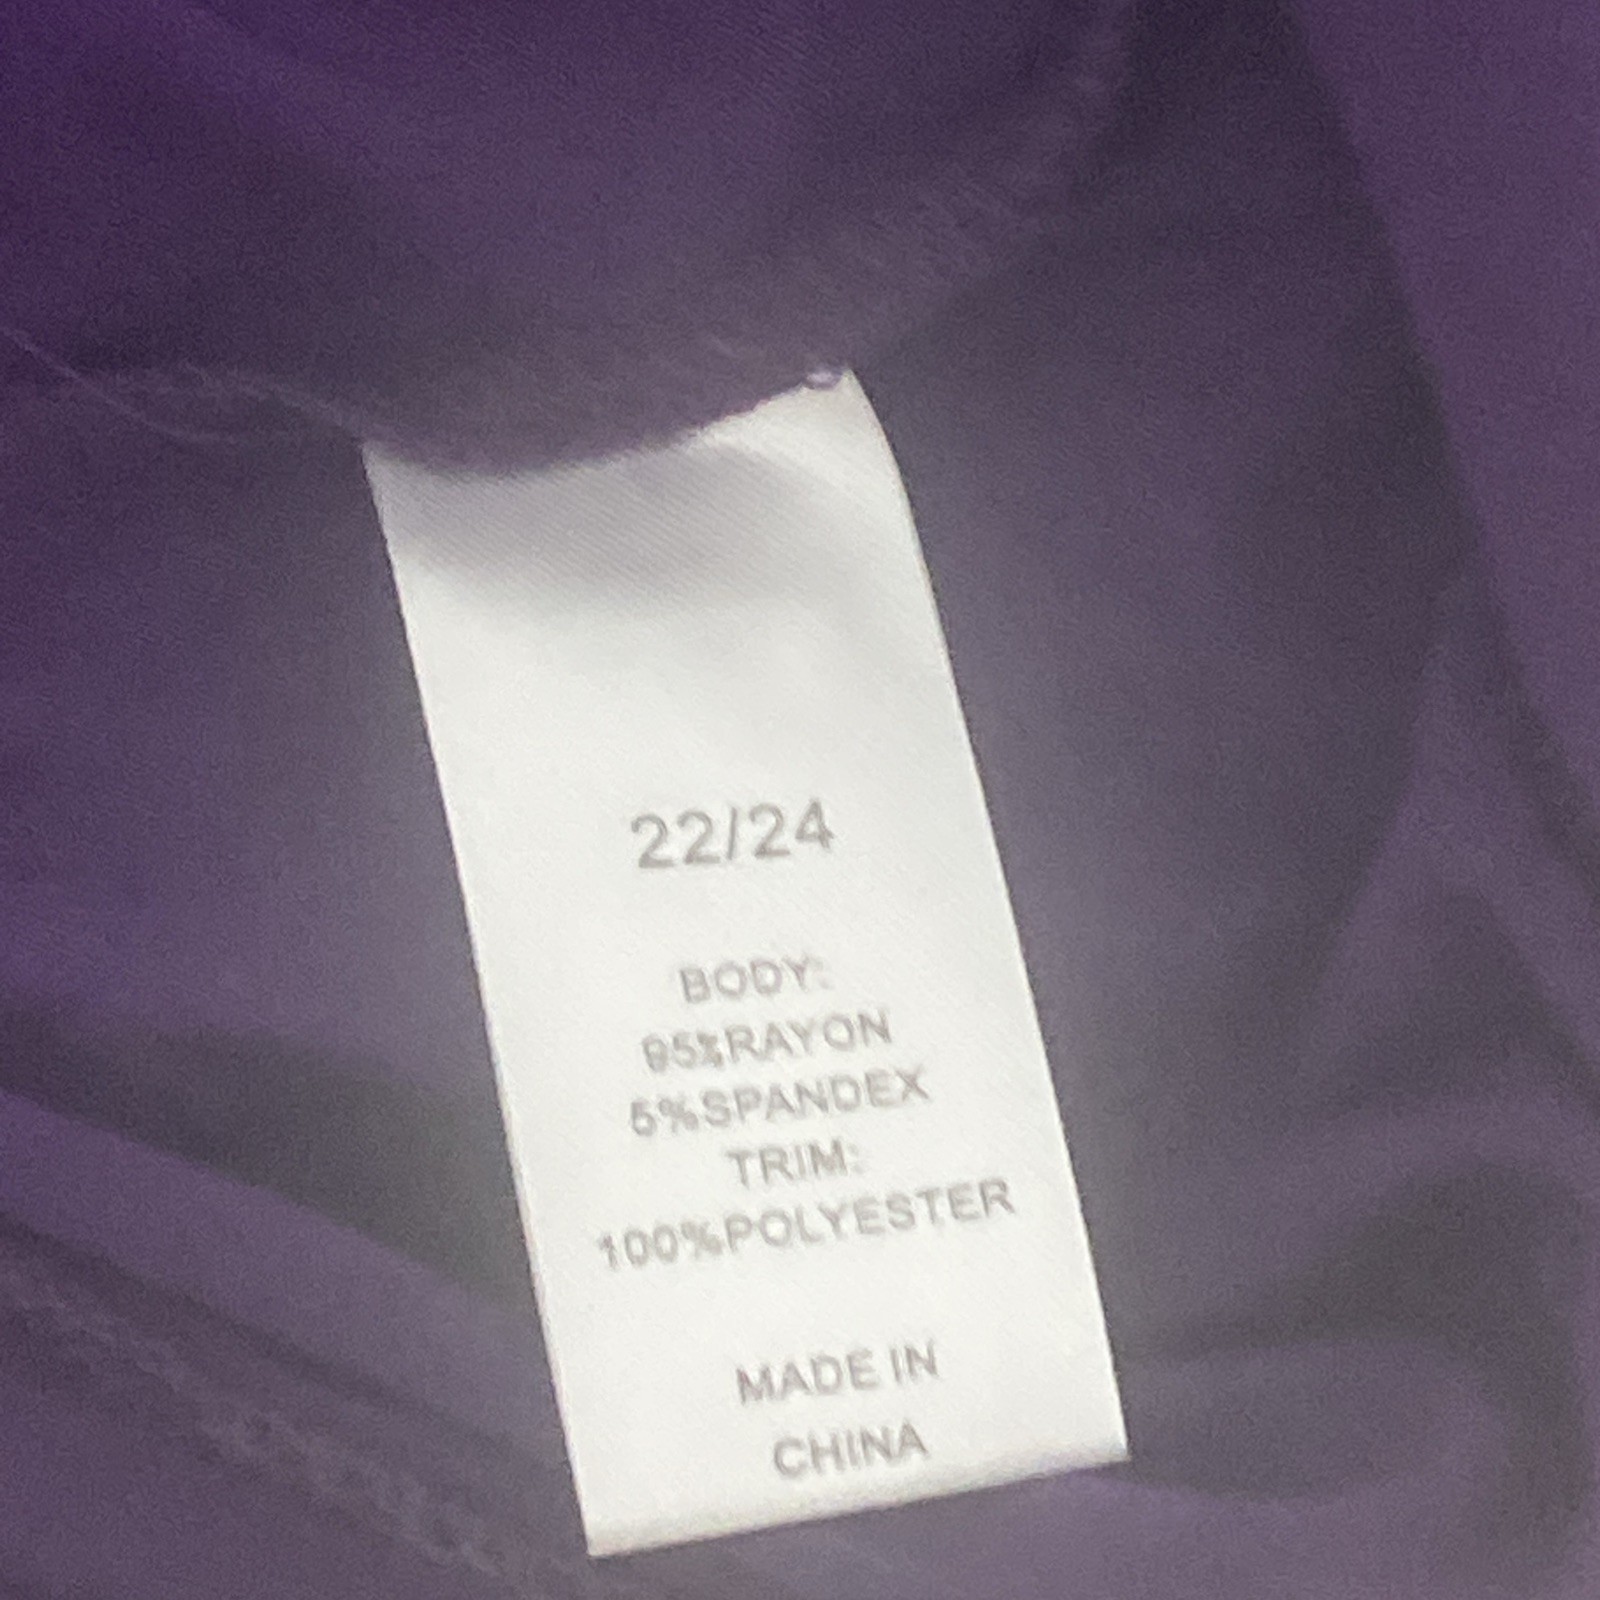 22/24
BODY:
95%RAYON
5%SPANDEX
TRIM:
100%POLYESTER
MADE IN
CHINA